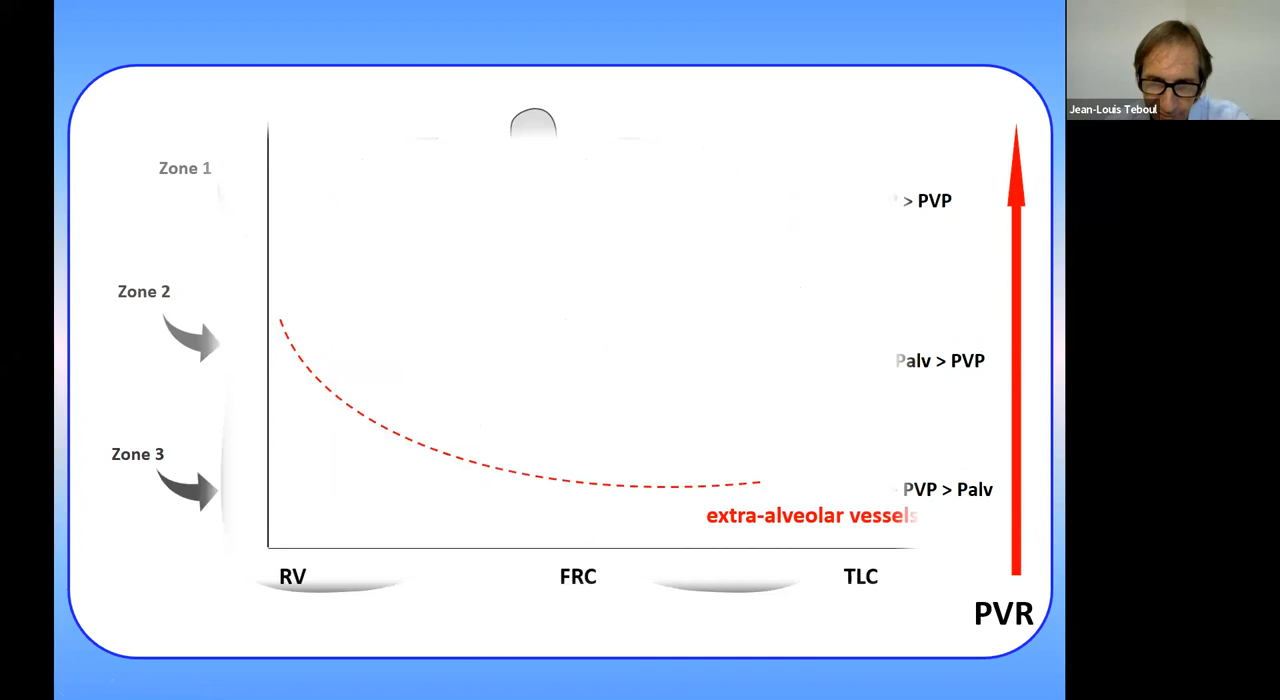 Jean-Louis Teboul
Zone 1
> PVP
Zone 2
Palv > PVP
Zone 3
PVP > Palv
extra-alveolar vessels
RV
FRC
TLC
PVR